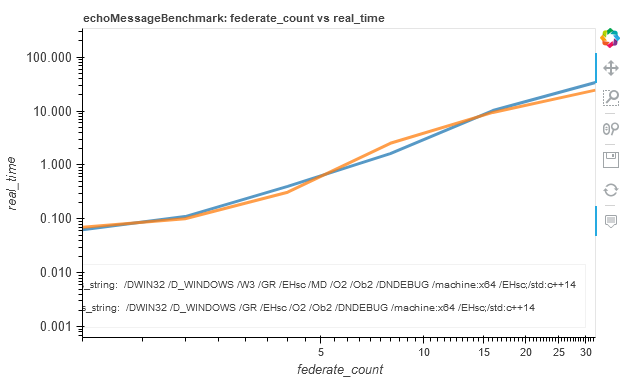 echoMessageBenchmark: federate_count vs real_time
100.000
10.000
1.000
0.100
0.010
0.001
real_time
_string: /DWIN32 /D_WINDOWS /W3 /GR /EHsc /MD /O2 /Ob2 /DNDEBUG /machine:x64 /EHsc;/std:c++14
s_string: /DWIN32 /D_WINDOWS /GR /EHsc /O2 /Ob2 /DNDEBUG /machine:x64 /EHsc;/std:c++14
5 10 15 20 25 30
federate_count